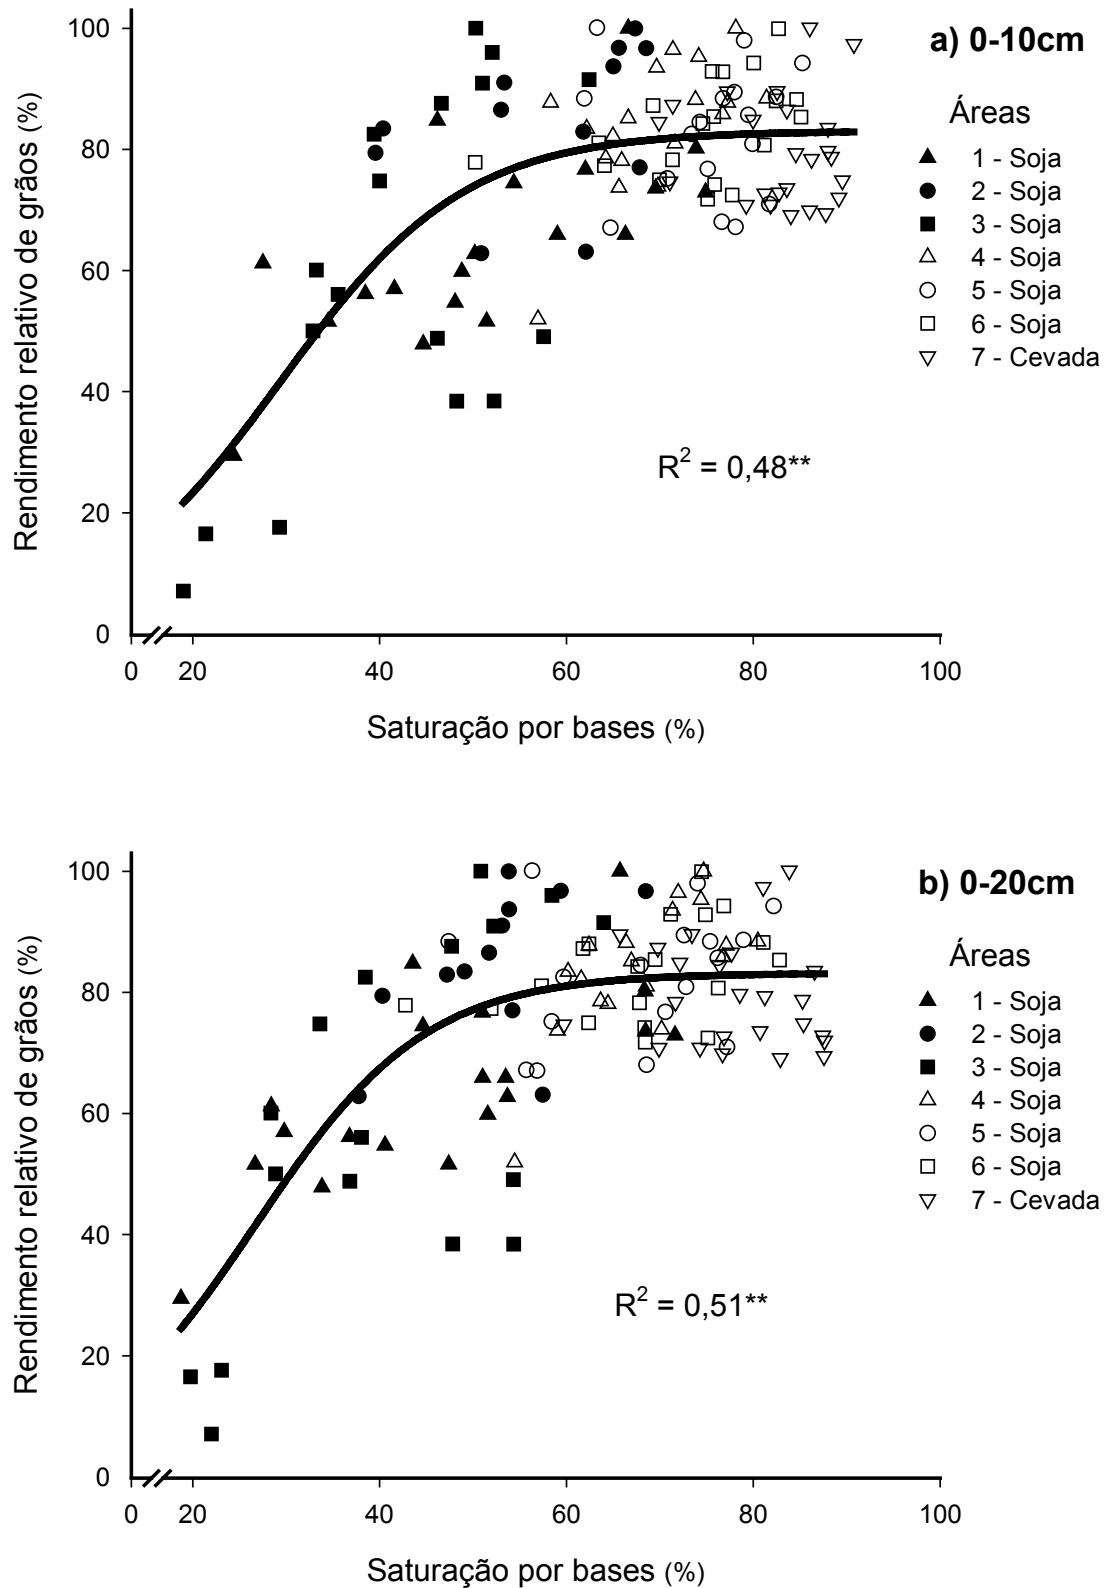 a) 0-10cm
Áreas
1 - Soja
2 - Soja
3 - Soja
4 - Soja
5 - Soja
6 - Soja
7 - Cevada
R² = 0,48**
Rendimento relativo de grãos (%)
100
80
60
40
20
0
0 20 40 60 80 100
Saturação por bases (%)
b) 0-20cm
Áreas
1 - Soja
2 - Soja
3 - Soja
4 - Soja
5 - Soja
6 - Soja
7 - Cevada
R² = 0,51**
Rendimento relativo de grãos (%)
100
80
60
40
20
0
0 20 40 60 80 100
Saturação por bases (%)